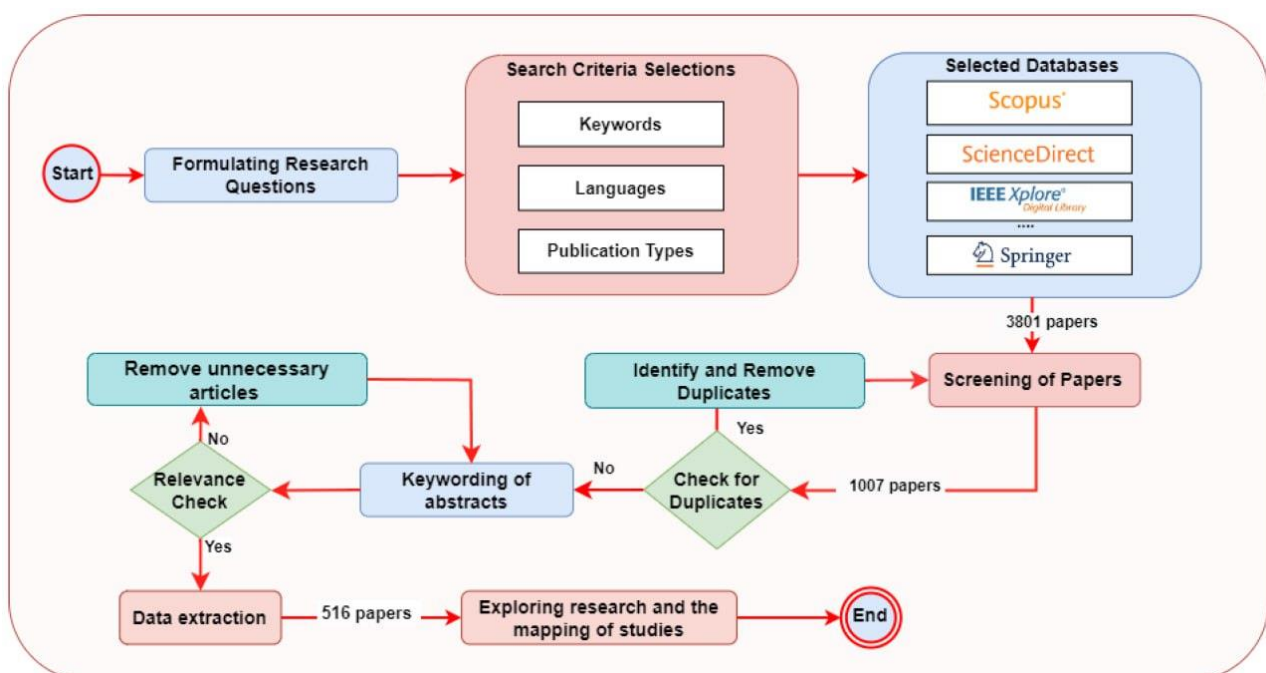 Start
Formulating Research
Questions
Search Criteria Selections
Keywords
Languages
Publication Types
Selected Databases
Scopus®
ScienceDirect
IEEE Xplore®
Digital Library
....
Springer
3801 papers
Screening of Papers
Identify and Remove
Duplicates
Yes
Check for
Duplicates
1007 papers
No
Keywording of
abstracts
Remove unnecessary
articles
No
Relevance
Check
Yes
Data extraction
516 papers
Exploring research and the
mapping of studies
End